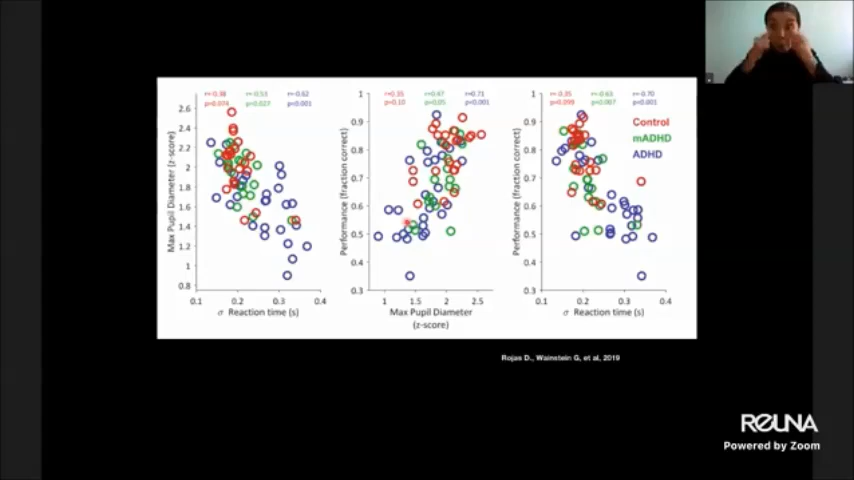 r=-0.38 r=-0.53 r=-0.62
p=0.074 p=0.027 p<0.001
Max Pupil Diameter (z-score)
2.6
2.4
2.2
2
1.8
1.6
1.4
1.2
1
0.8
0.1 0.2 0.3 0.4
σ Reaction time (s)
r=0.35 r=0.47 r=0.71
p=0.10 p=0.05 p<0.001
Performance (fraction correct)
1
0.9
0.8
0.7
0.6
0.5
0.4
0.3
1 1.5 2 2.5
Max Pupil Diameter
(z-score)
r=-0.35 r=-0.63 r=-0.70
Performance (fraction correct)
1
0.9
0.8
0.7
0.6
0.5
0.4
0.3
0.1 0.2 0.3 0.4
σ Reaction time (s)
Control
mADHD
ADHD
Rojas D., Wainstein G, et al, 2019
REUNA
Powered by Zoom